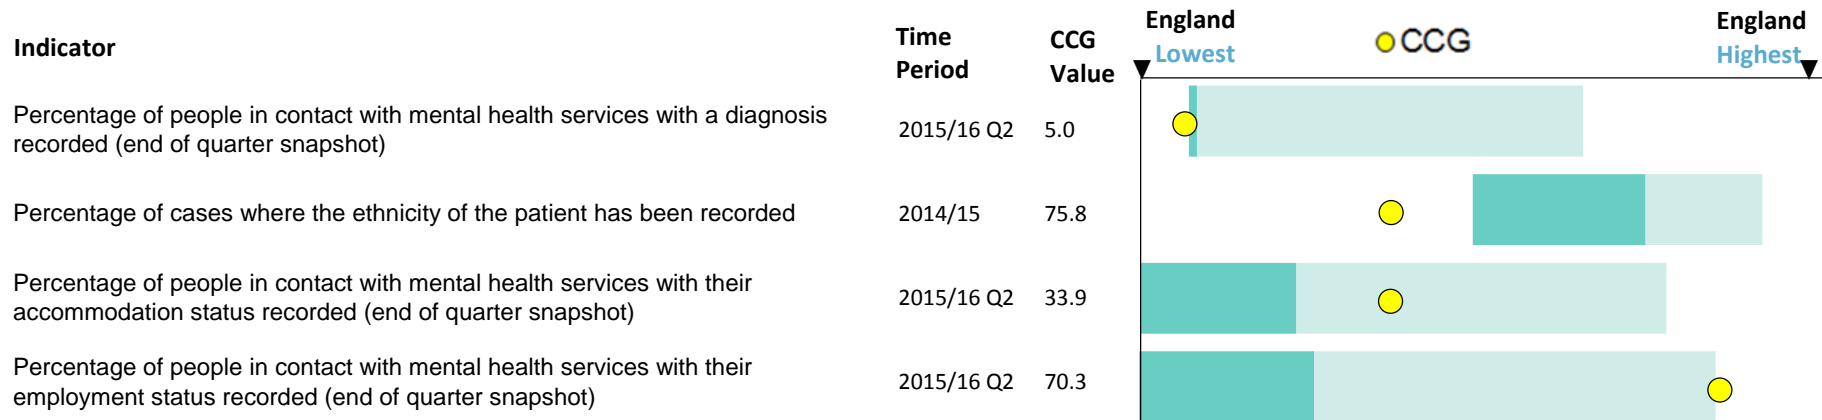 Indicator
Time Period
CCG Value
England Lowest
CCG
England Highest
Percentage of people in contact with mental health services with a diagnosis
recorded (end of quarter snapshot)
2015/16 Q2
5.0
Percentage of cases where the ethnicity of the patient has been recorded
2014/15
75.8
Percentage of people in contact with mental health services with their
accommodation status recorded (end of quarter snapshot)
2015/16 Q2
33.9
Percentage of people in contact with mental health services with their
employment status recorded (end of quarter snapshot)
2015/16 Q2
70.3